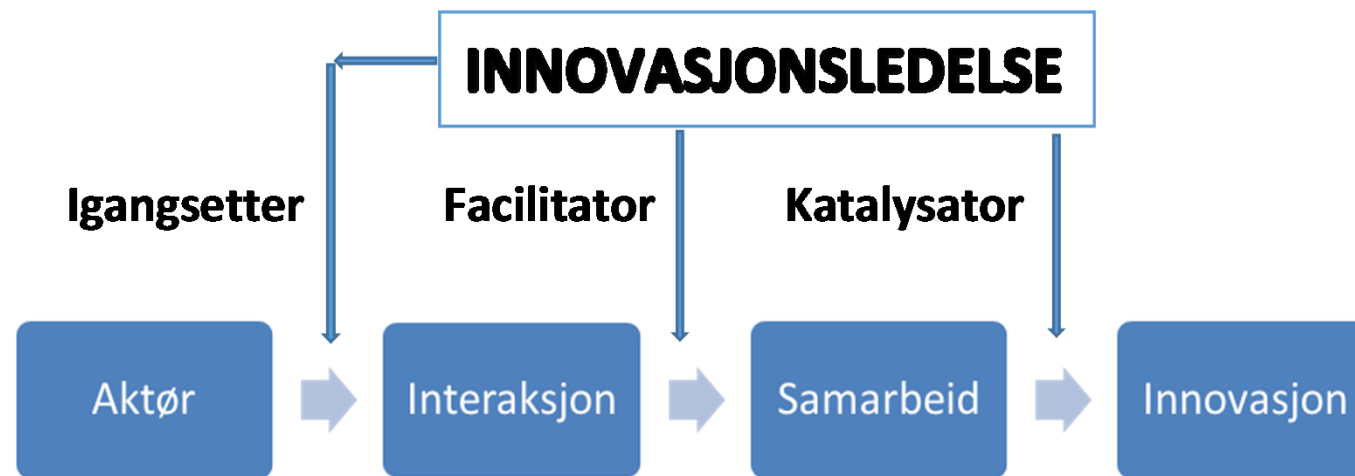 INNOVASJONSLEDELSE
Igangsetter
Facilitator
Katalysator
Aktør
Interaksjon
Samarbeid
Innovasjon